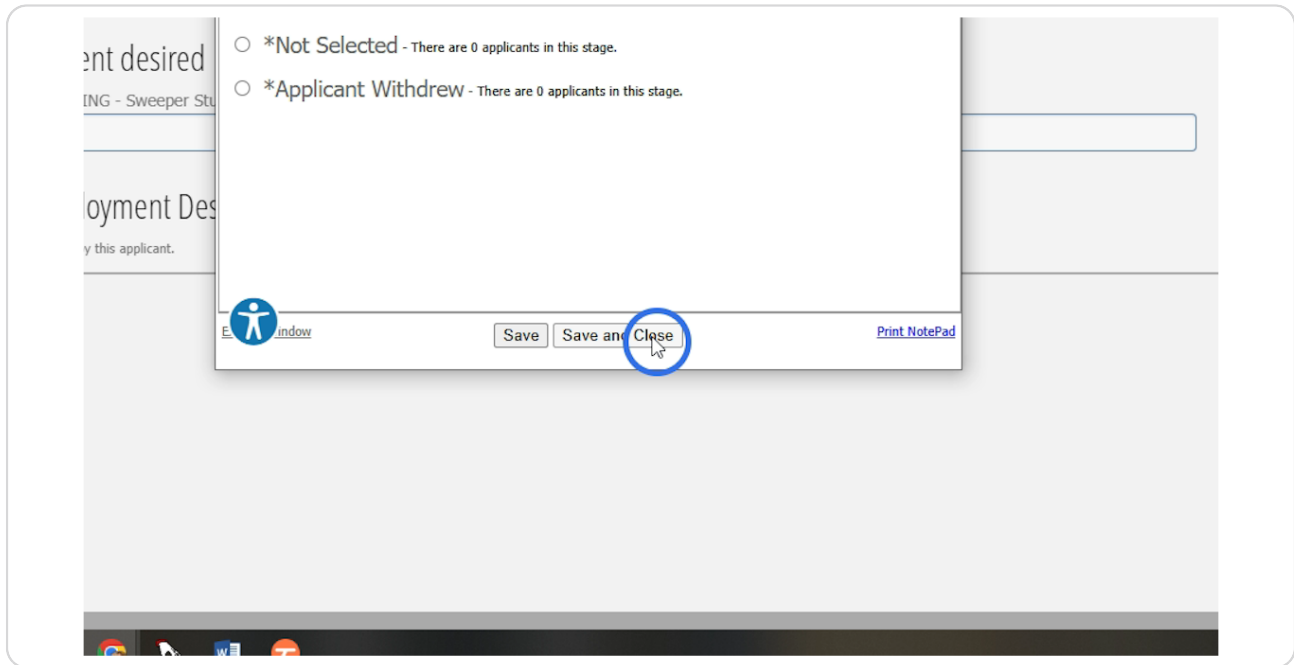 ent desired
*Not Selected - There are 0 applicants in this stage.
ING - Sweeper Stu
*Applicant Withdrew - There are 0 applicants in this stage.
loyment Des
y this applicant.
E indow
Save
Save and Close
Print NotePad